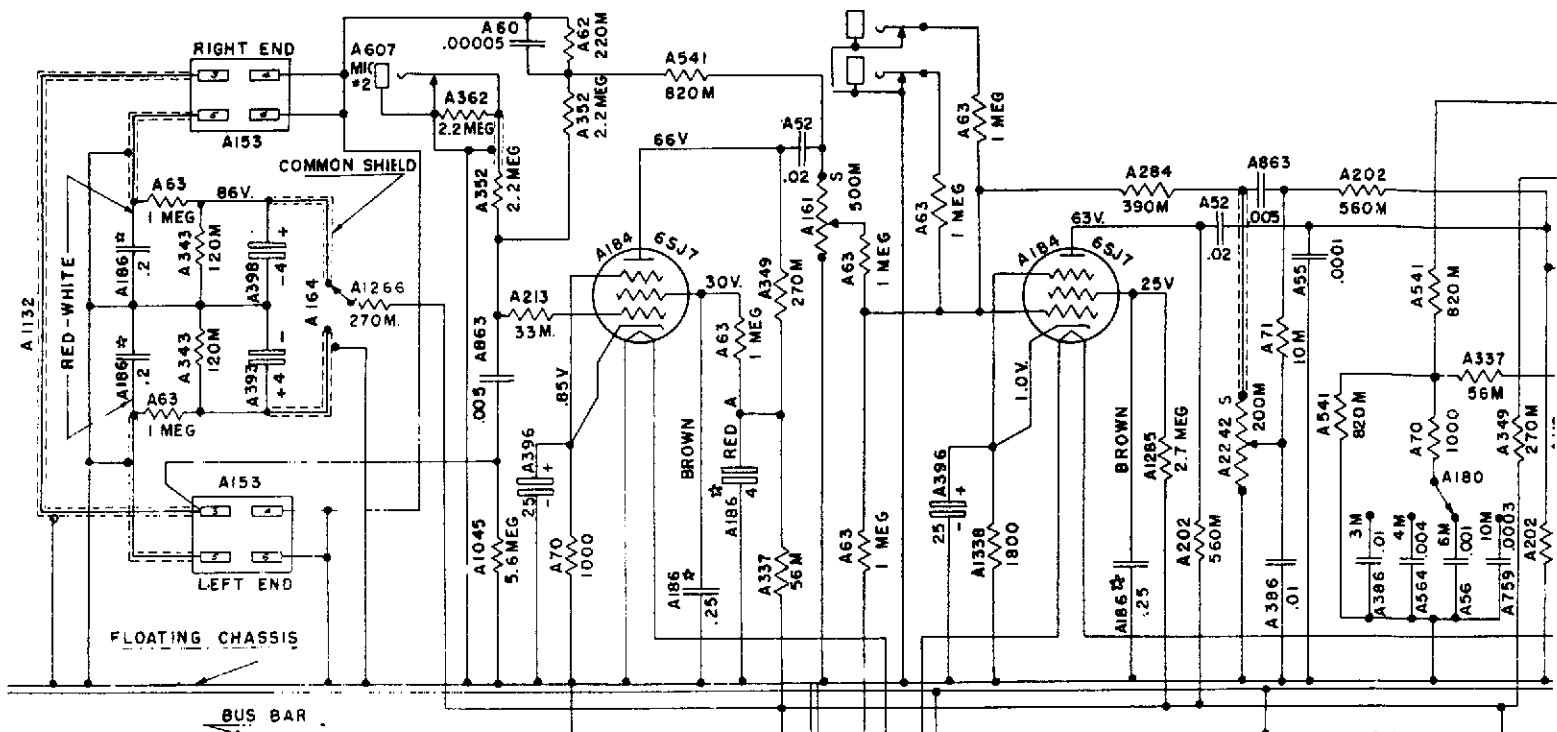 RIGHT END
A153
A607
MIC
#2
A362
2.2 MEG
A60
.00005
A62
220M
A352
2.2 MEG
A541
820M
A352
2.2 MEG
COMMON SHIELD
A63
1 MEG
86V.
A343
120M
A398
+
4
-
A186☆
.2
A164
A1266
270M.
A1132
RED-WHITE
A186☆
.2
A343
120M
A393
-
+4
A63
1 MEG
A153
LEFT END
FLOATING CHASSIS
BUS BAR
A863
.005
A213
33M.
A1045
5.6 MEG
A396
25
+
-
A70
1000
.85V
A184
6SJ7
66V
30V.
A63
1 MEG
BROWN
RED
A
A186☆
4
A186☆
.25
A349
270M
A337
56M
A52
.02
S
A161
500M
A63
1 MEG
A63
1 MEG
A63
1 MEG
A63
1 MEG
A184
6SJ7
63V.
25V
1.0V.
A396
25
+
-
A1338
1800
BROWN
A186☆
.25
A1285
2.7 MEG
A202
560M
A284
390M
A52
.02
A863
.005
A202
560M
A55
.0001
A71
10M
A2242 S
200M
A386
.01
A541
820M
A337
56M
A541
820M
A70
1000
A349
270M
A180
3M
.01
A386
4M
.004
A564
6M
.001
A56
10M
.0003
A759
A202